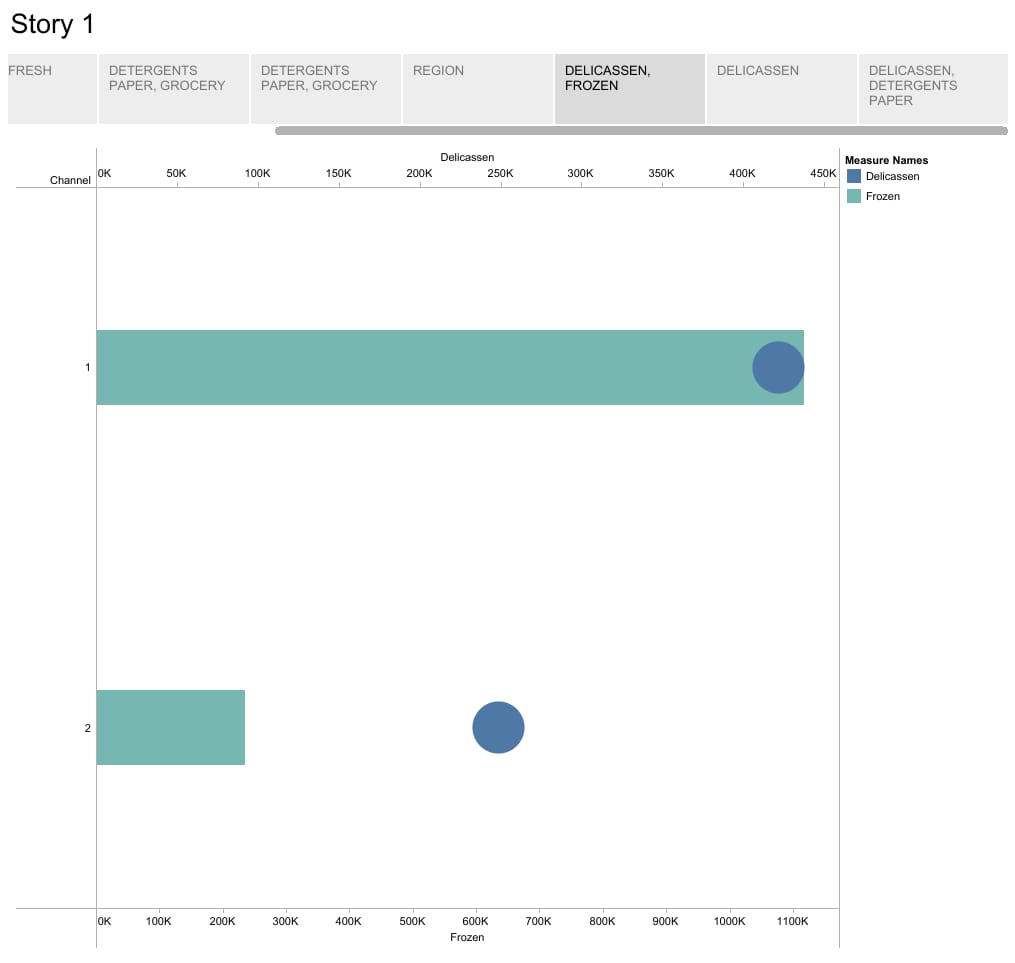 Story 1
FRESH
DETERGENTS
PAPER, GROCERY
DETERGENTS
PAPER, GROCERY
REGION
DELICASSEN,
FROZEN
DELICASSEN
DELICASSEN,
DETERGENTS
PAPER
Delicassen
Channel
0K 50K 100K 150K 200K 250K 300K 350K 400K 450K
Measure Names
Delicassen
Frozen
1
2
0K 100K 200K 300K 400K 500K 600K 700K 800K 900K 1000K 1100K
Frozen